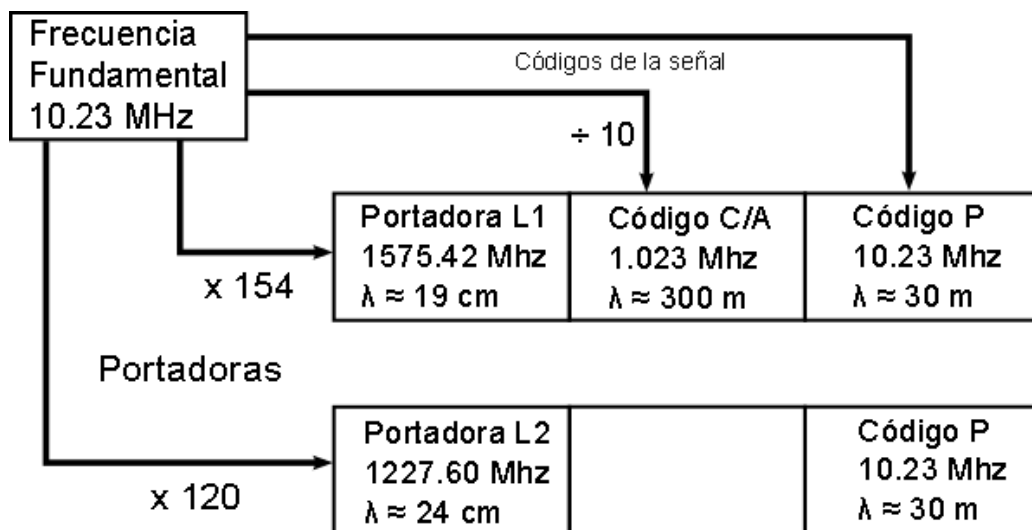 Frecuencia
Fundamental
10.23 MHz
Códigos de la señal
÷ 10
Portadora L1
1575.42 Mhz
λ ≈ 19 cm
Código C/A
1.023 Mhz
λ ≈ 300 m
Código P
10.23 Mhz
λ ≈ 30 m
x 154
Portadoras
Portadora L2
1227.60 Mhz
λ ≈ 24 cm
Código P
10.23 Mhz
λ ≈ 30 m
x 120